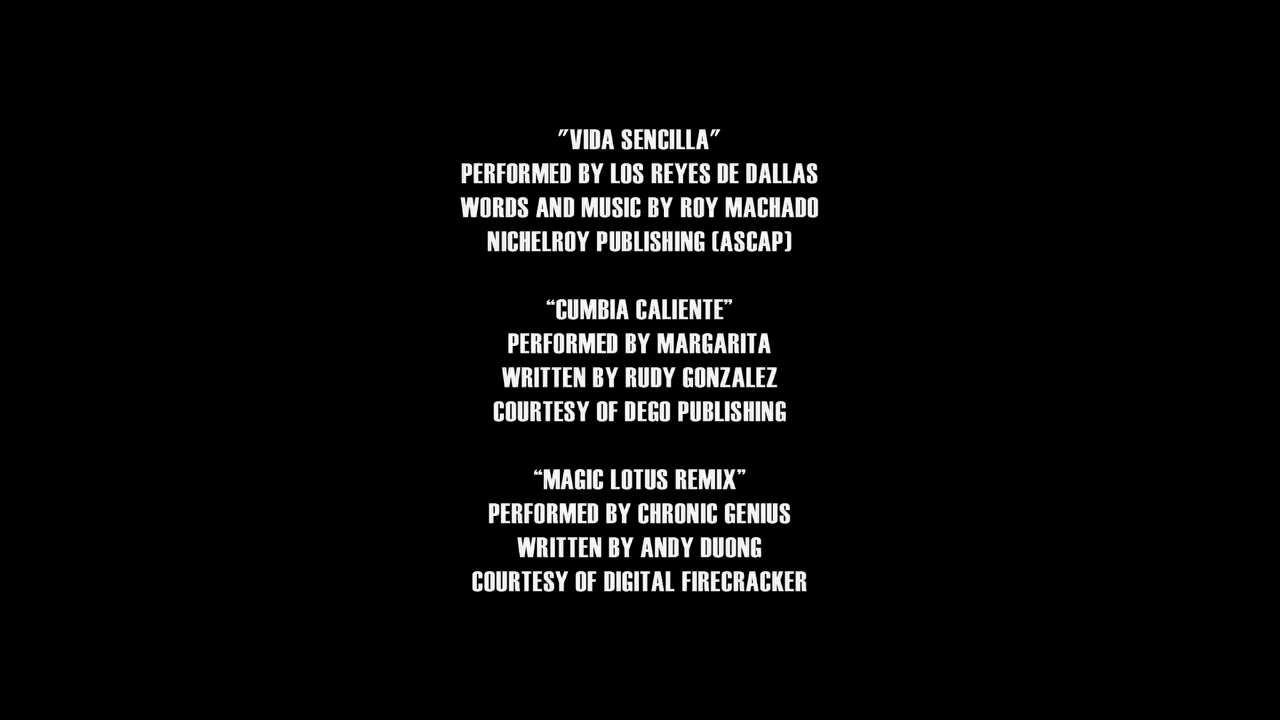 "VIDA SENCILLA"
PERFORMED BY LOS REYES DE DALLAS
WORDS AND MUSIC BY ROY MACHADO
NICHELROY PUBLISHING (ASCAP)
“CUMBIA CALIENTE”
PERFORMED BY MARGARITA
WRITTEN BY RUDY GONZALEZ
COURTESY OF DEGO PUBLISHING
“MAGIC LOTUS REMIX”
PERFORMED BY CHRONIC GENIUS
WRITTEN BY ANDY DUONG
COURTESY OF DIGITAL FIRECRACKER